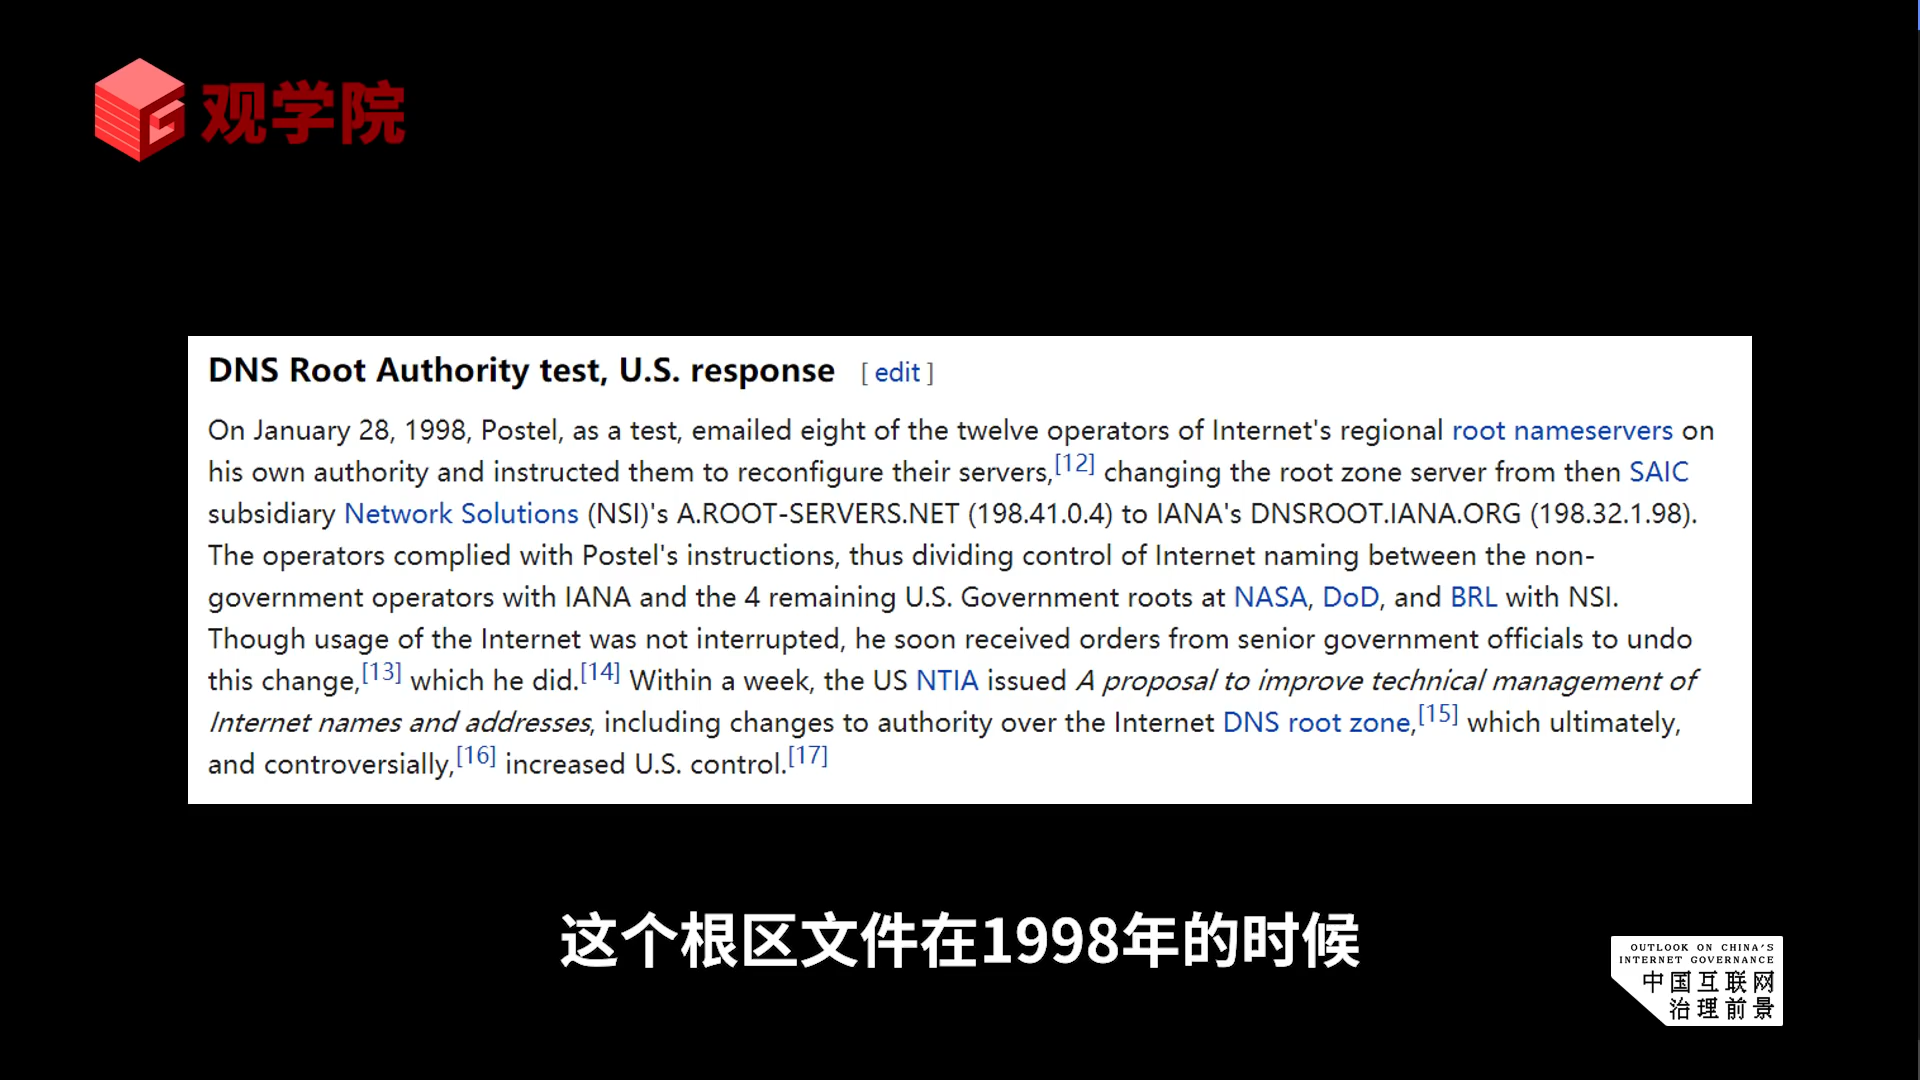 观学院
DNS Root Authority test, U.S. response [ edit ]
On January 28, 1998, Postel, as a test, emailed eight of the twelve operators of Internet's regional root nameservers on
his own authority and instructed them to reconfigure their servers,[12] changing the root zone server from then SAIC
subsidiary Network Solutions (NSI)'s A.ROOT-SERVERS.NET (198.41.0.4) to IANA's DNSROOT.IANA.ORG (198.32.1.98).
The operators complied with Postel's instructions, thus dividing control of Internet naming between the non-
government operators with IANA and the 4 remaining U.S. Government roots at NASA, DoD, and BRL with NSI.
Though usage of the Internet was not interrupted, he soon received orders from senior government officials to undo
this change,[13] which he did.[14] Within a week, the US NTIA issued A proposal to improve technical management of
Internet names and addresses, including changes to authority over the Internet DNS root zone,[15] which ultimately,
and controversially,[16] increased U.S. control.[17]
这个根区文件在1998年的时候
OUTLOOK ON CHINA'S
INTERNET GOVERNANCE
中国互联网
治理前景